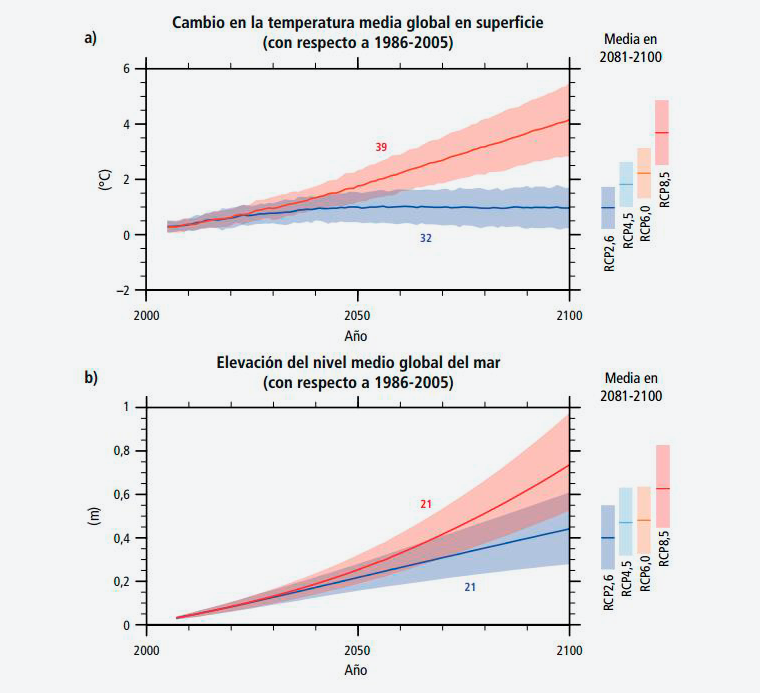 Cambio en la temperatura media global en superficie
(con respecto a 1986-2005)
a)
Media en
2081-2100
6
4
2
0
−2
(°C)
39
32
2000
2050
2100
Año
RCP2,6
RCP4,5
RCP6,0
RCP8,5
Elevación del nivel medio global del mar
(con respecto a 1986-2005)
b)
Media en
2081-2100
1
0,8
0,6
0,4
0,2
0
(m)
21
21
2000
2050
2100
Año
RCP2,6
RCP4,5
RCP6,0
RCP8,5